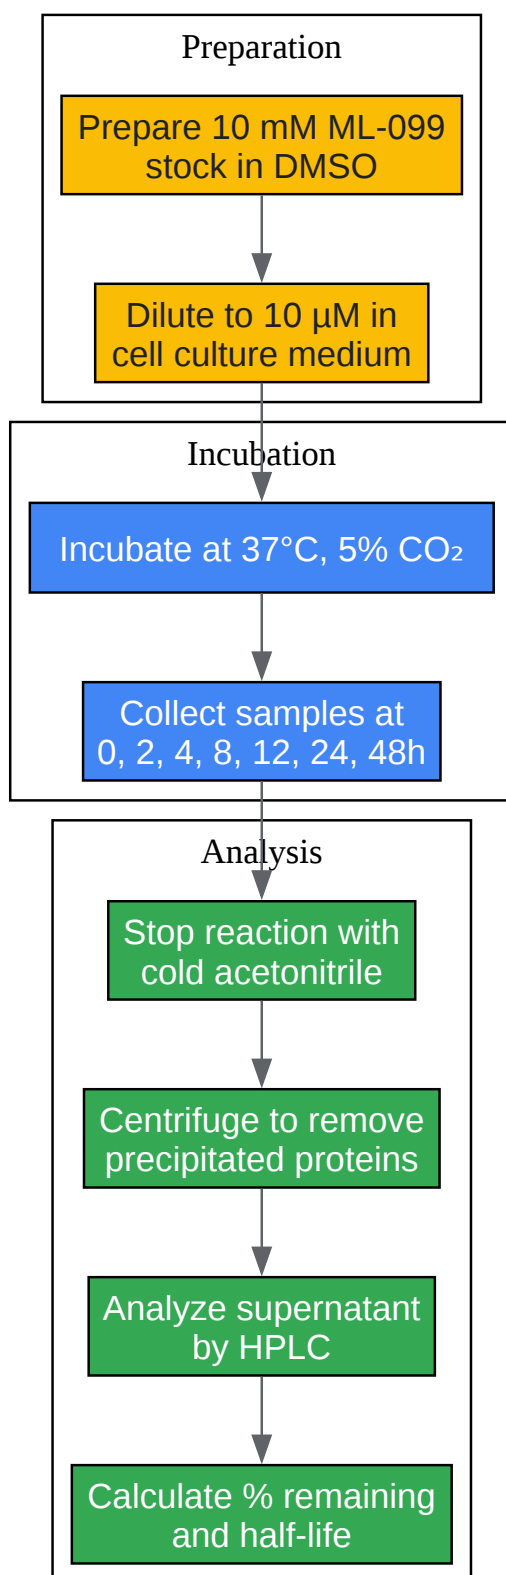 Preparation
Prepare 10 mM ML-099
stock in DMSO
Dilute to 10 µM in
cell culture medium
Incubation
Incubate at 37°C, 5% CO₂
Collect samples at
0, 2, 4, 8, 12, 24, 48h
Analysis
Stop reaction with
cold acetonitrile
Centrifuge to remove
precipitated proteins
Analyze supernatant
by HPLC
Calculate % remaining
and half-life